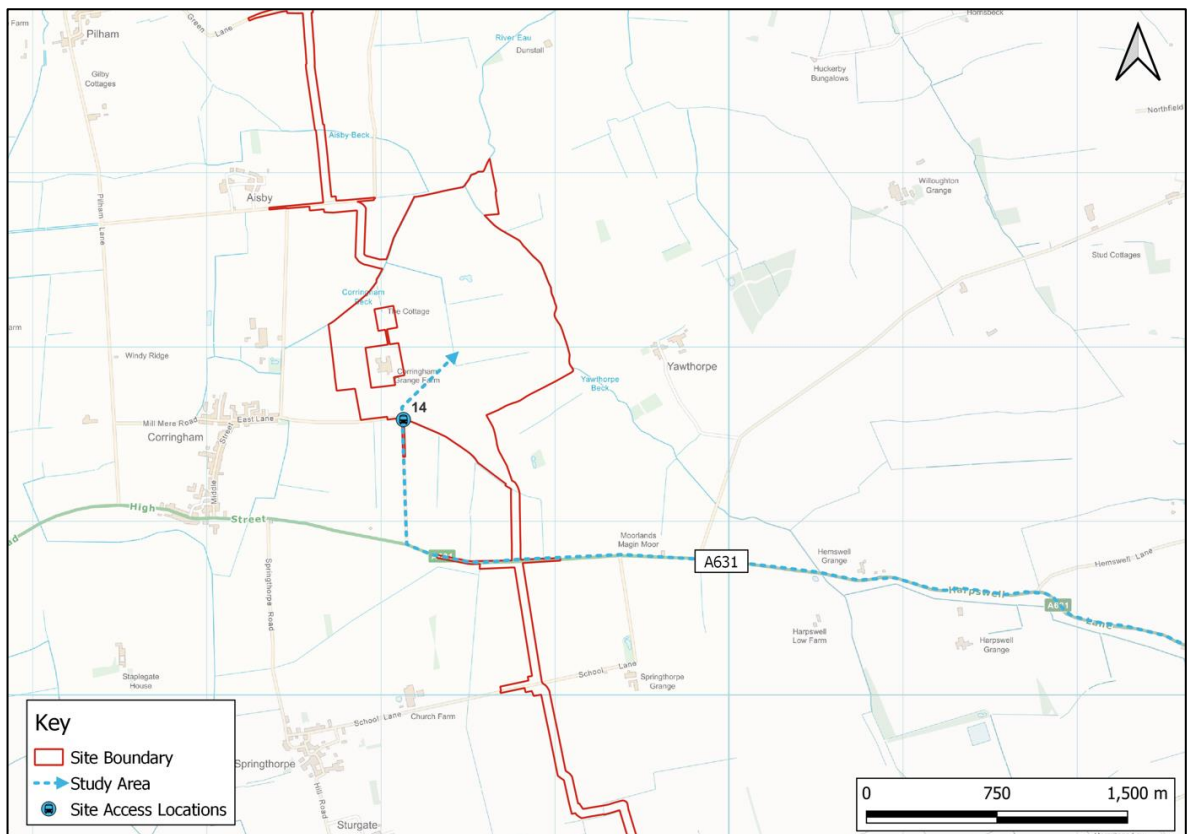 Farm
Green Lane
Pilham
Gilby
Cottages
River Eau
Dunstall
Huckerby
Bungalows
Northfield
Aisby Beck
Aisby
Pilham Lane
Willoughton
Grange
Stud Cottages
Corringham
Beck
The Cottage
arm
Windy Ridge
Corringham
Grange Farm
Yawthorpe
Yawthorpe
Beck
14
Mill Mere Road
East Lane
Corringham
Middle Street
High Street
Moorlands
Magin Moor
A631
Hemswell
Grange
Hemswell Lane
Harpswell Lane
A631
Springthorpe Road
Harpswell
Low Farm
Harpswell
Grange
Staplegate
House
School Lane
Springthorpe
Grange
School Lane
Church Farm
Springthorpe
Hill Road
Sturgate
Key
Site Boundary
Study Area
Site Access Locations
0 750 1,500 m